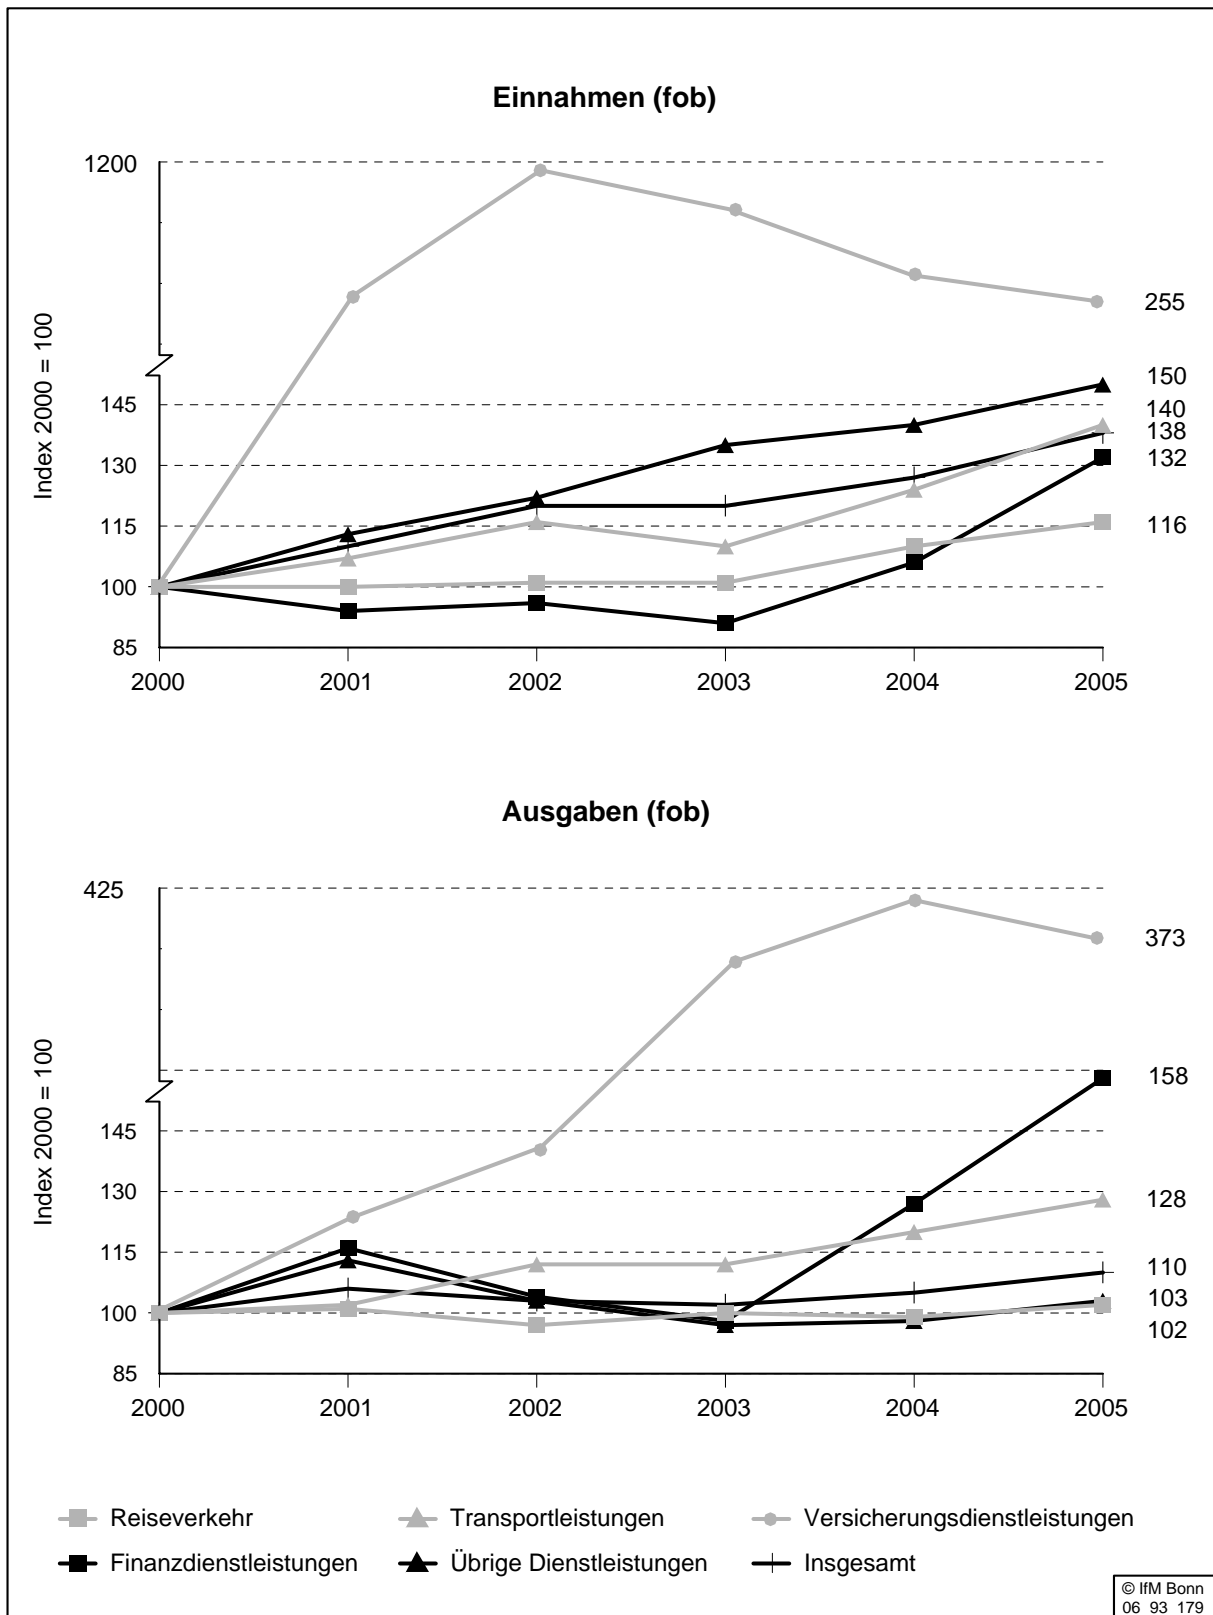 Einnahmen (fob)
1200
Index 2000 = 100
145
130
115
100
85
255
150
140
138
132
116
2000 2001 2002 2003 2004 2005
Ausgaben (fob)
425
Index 2000 = 100
145
130
115
100
85
373
158
128
110
103
102
2000 2001 2002 2003 2004 2005
Reiseverkehr Transportleistungen Versicherungsdienstleistungen
Finanzdienstleistungen Übrige Dienstleistungen Insgesamt
© IfM Bonn
06 93 179